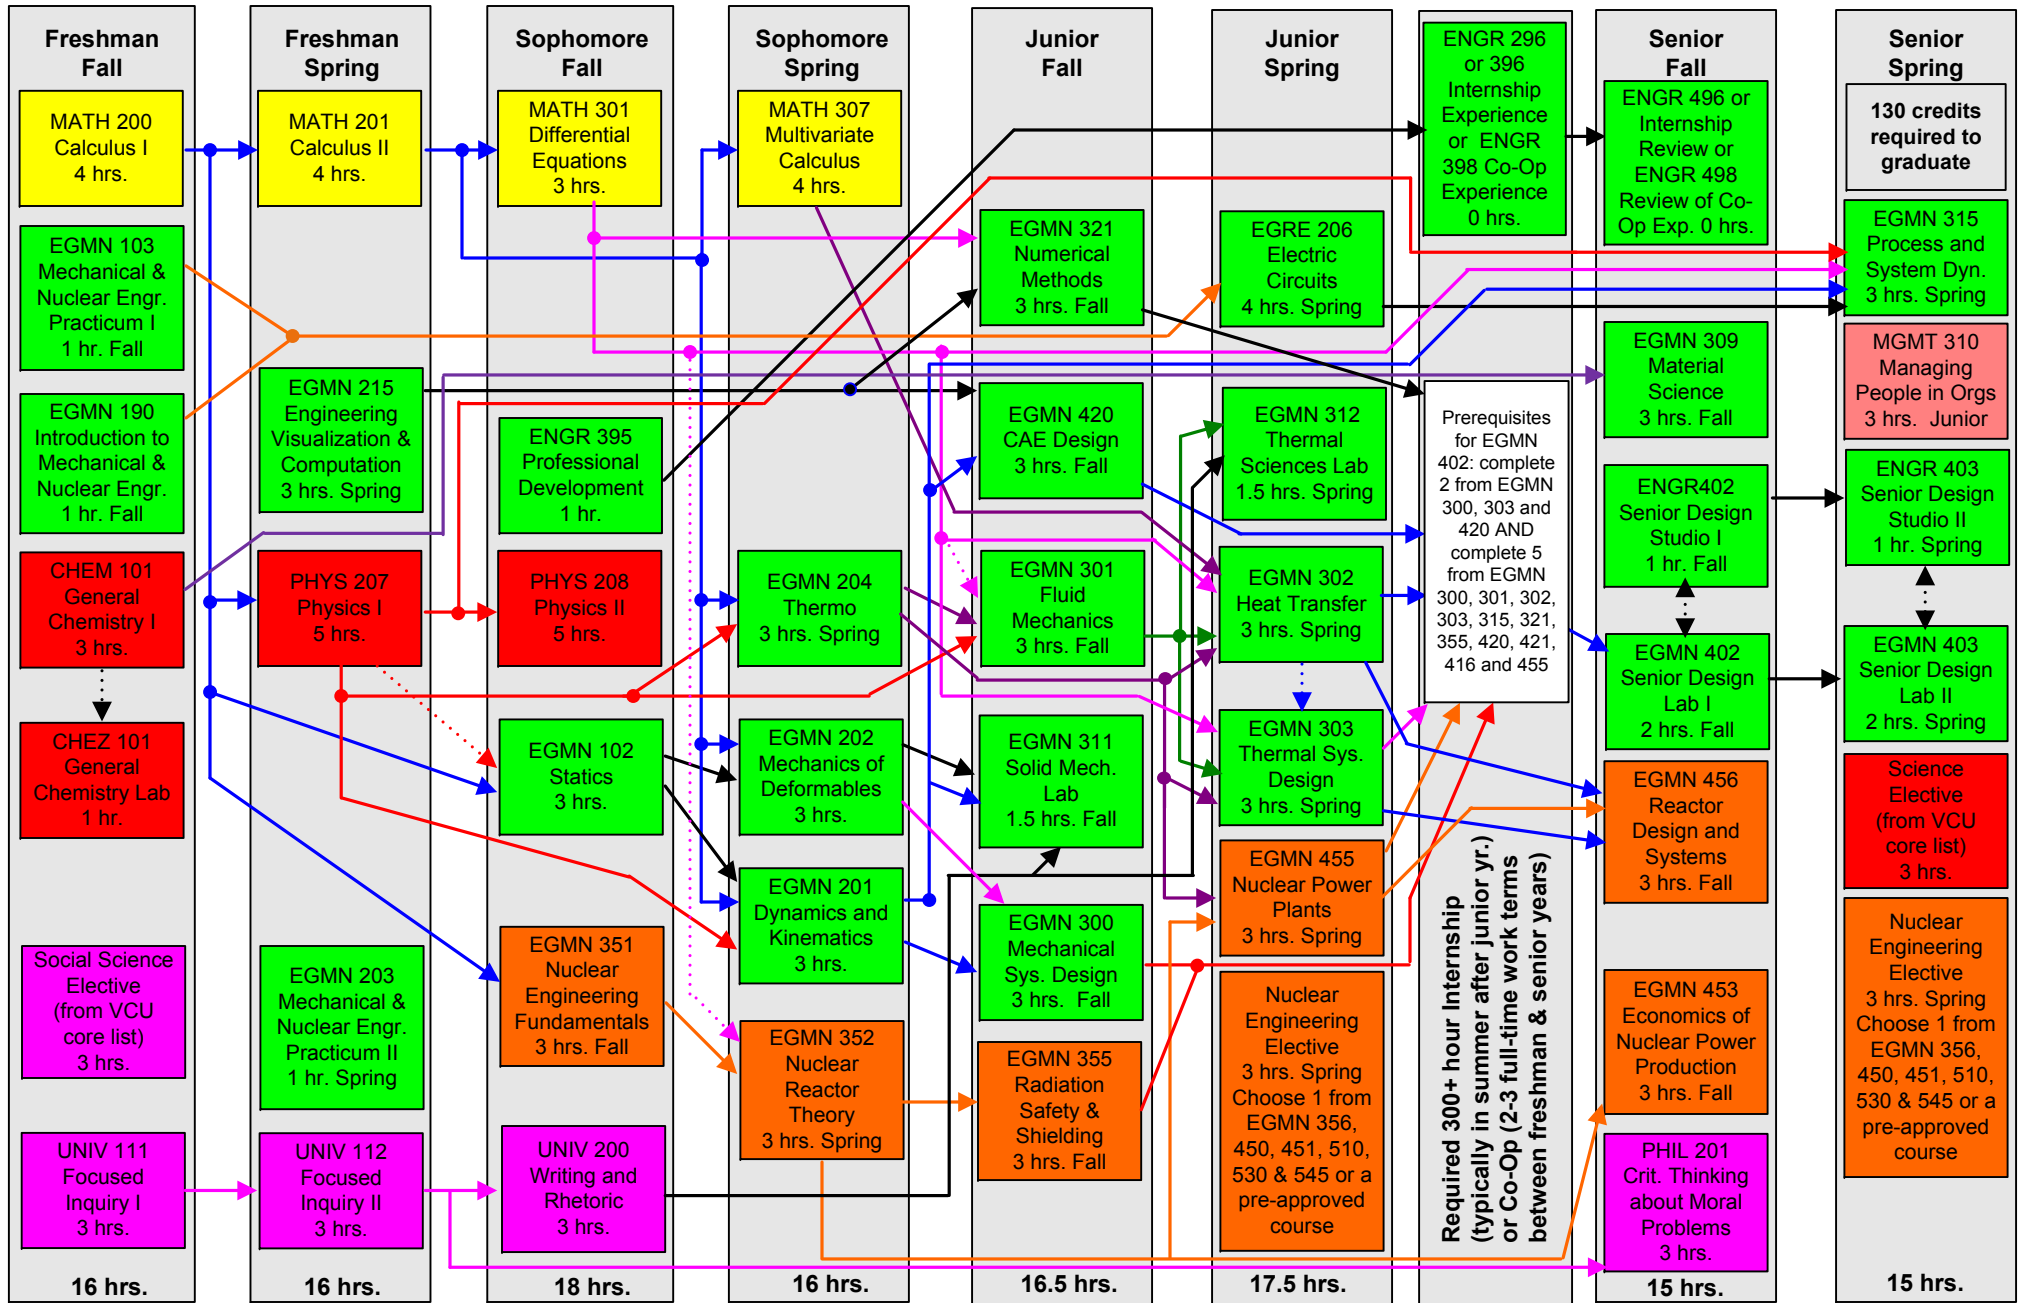 Freshman
Fall
MATH 200
Calculus I
4 hrs.
EGMN 103
Mechanical &
Nuclear Engr.
Practicum I
1 hr. Fall
EGMN 190
Introduction to
Mechanical &
Nuclear Engr.
1 hr. Fall
CHEM 101
General
Chemistry I
3 hrs.
CHEZ 101
General
Chemistry Lab
1 hr.
Social Science
Elective
(from VCU
core list)
3 hrs.
UNIV 111
Focused
Inquiry I
3 hrs.
16 hrs.
Freshman
Spring
MATH 201
Calculus II
4 hrs.
EGMN 215
Engineering
Visualization &
Computation
3 hrs. Spring
PHYS 207
Physics I
5 hrs.
EGMN 203
Mechanical &
Nuclear Engr.
Practicum II
1 hr. Spring
UNIV 112
Focused
Inquiry II
3 hrs.
16 hrs.
Sophomore
Fall
MATH 301
Differential
Equations
3 hrs.
ENGR 395
Professional
Development
1 hr.
PHYS 208
Physics II
5 hrs.
EGMN 102
Statics
3 hrs.
EGMN 351
Nuclear
Engineering
Fundamentals
3 hrs. Fall
UNIV 200
Writing and
Rhetoric
3 hrs.
18 hrs.
Sophomore
Spring
MATH 307
Multivariate
Calculus
4 hrs.
EGMN 204
Thermo
3 hrs. Spring
EGMN 202
Mechanics of
Deformables
3 hrs.
EGMN 201
Dynamics and
Kinematics
3 hrs.
EGMN 352
Nuclear
Reactor
Theory
3 hrs. Spring
16 hrs.
Junior
Fall
EGMN 321
Numerical
Methods
3 hrs. Fall
EGMN 420
CAE Design
3 hrs. Fall
EGMN 301
Fluid
Mechanics
3 hrs. Fall
EGMN 311
Solid Mech.
Lab
1.5 hrs. Fall
EGMN 300
Mechanical
Sys. Design
3 hrs. Fall
EGMN 355
Radiation
Safety &
Shielding
3 hrs. Fall
16.5 hrs.
Junior
Spring
EGRE 206
Electric
Circuits
4 hrs. Spring
EGMN 312
Thermal
Sciences Lab
1.5 hrs. Spring
EGMN 302
Heat Transfer
3 hrs. Spring
EGMN 303
Thermal Sys.
Design
3 hrs. Spring
EGMN 455
Nuclear Power
Plants
3 hrs. Spring
Nuclear
Engineering
Elective
3 hrs. Spring
Choose 1 from
EGMN 356,
450, 451, 510,
530 & 545 or a
pre-approved
course
17.5 hrs.
ENGR 296
or 396
Internship
Experience
or ENGR
398 Co-Op
Experience
0 hrs.
Prerequisites
for EGMN
402: complete
2 from EGMN
300, 303 and
420 AND
complete 5
from EGMN
300, 301, 302,
303, 315, 321,
355, 420, 421,
416 and 455
Required 300+ hour Internship
(typically in summer after junior yr.)
or Co-Op (2-3 full-time work terms
between freshman & senior years)
Senior
Fall
ENGR 496 or
Internship
Review or
ENGR 498
Review of Co-
Op Exp. 0 hrs.
EGMN 309
Material
Science
3 hrs. Fall
ENGR402
Senior Design
Studio I
1 hr. Fall
EGMN 402
Senior Design
Lab I
2 hrs. Fall
EGMN 456
Reactor
Design and
Systems
3 hrs. Fall
EGMN 453
Economics of
Nuclear Power
Production
3 hrs. Fall
PHIL 201
Crit. Thinking
about Moral
Problems
3 hrs.
15 hrs.
Senior
Spring
130 credits
required to
graduate
EGMN 315
Process and
System Dyn.
3 hrs. Spring
MGMT 310
Managing
People in Orgs
3 hrs. Junior
ENGR 403
Senior Design
Studio II
1 hr. Spring
EGMN 403
Senior Design
Lab II
2 hrs. Spring
Science
Elective
(from VCU
core list)
3 hrs.
Nuclear
Engineering
Elective
3 hrs. Spring
Choose 1 from
EGMN 356,
450, 451, 510,
530 & 545 or a
pre-approved
course
15 hrs.